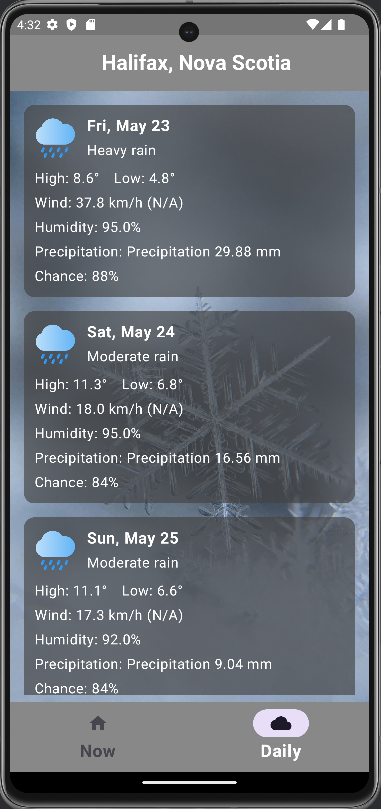 4:32
Halifax, Nova Scotia
Fri, May 23
Heavy rain
High: 8.6° Low: 4.8°
Wind: 37.8 km/h (N/A)
Humidity: 95.0%
Precipitation: Precipitation 29.88 mm
Chance: 88%
Sat, May 24
Moderate rain
High: 11.3° Low: 6.8°
Wind: 18.0 km/h (N/A)
Humidity: 95.0%
Precipitation: Precipitation 16.56 mm
Chance: 84%
Sun, May 25
Moderate rain
High: 11.1° Low: 6.6°
Wind: 17.3 km/h (N/A)
Humidity: 92.0%
Precipitation: Precipitation 9.04 mm
Chance: 84%
Now Daily